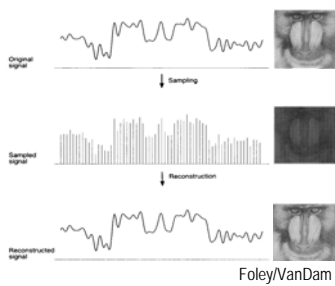 Original
signal
Sampling
Sampled
signal
Reconstruction
Reconstructed
signal
Foley/VanDam